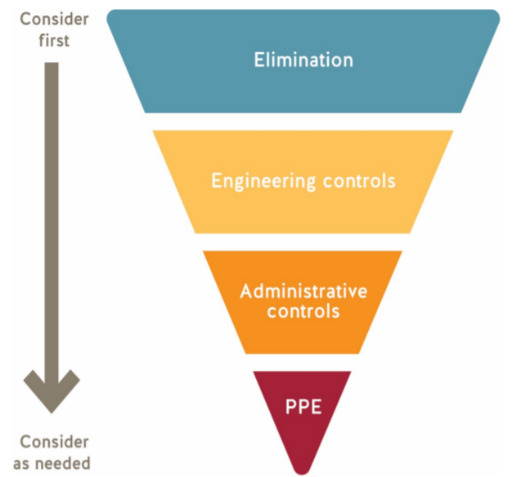 Consider
first
Elimination
Engineering controls
Administrative
controls
PPE
Consider
as needed